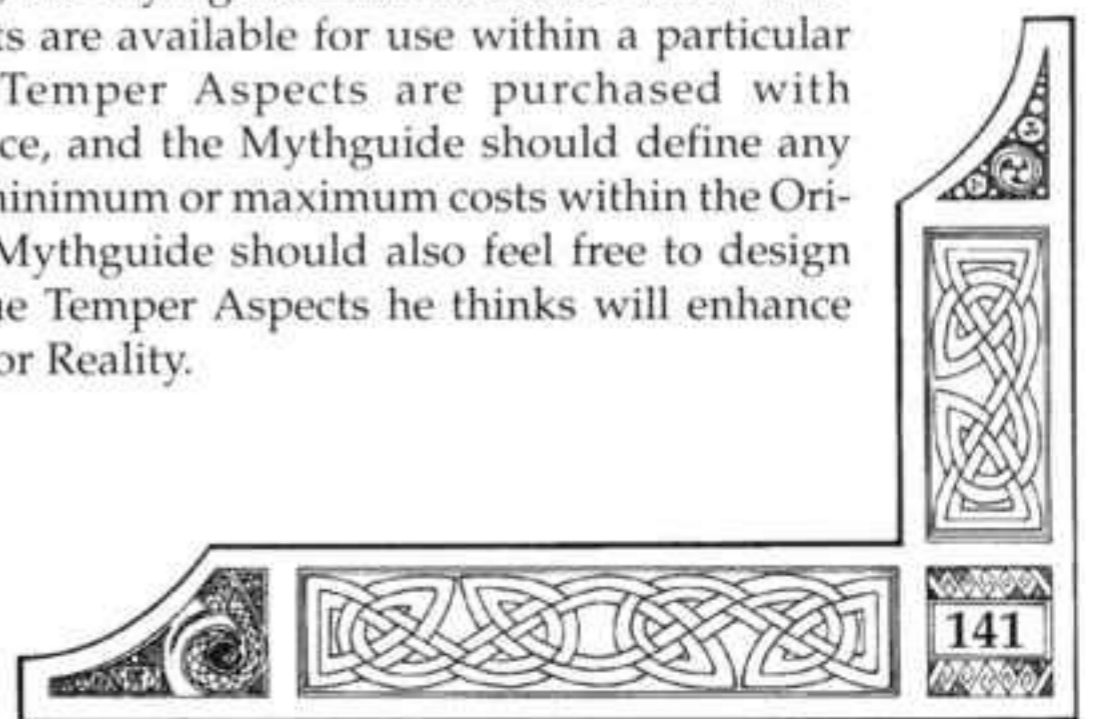 ts are available for use within a particular
Temper Aspects are purchased with
ce, and the Mythguide should define any
minimum or maximum costs within the Ori-
Mythguide should also feel free to design
ue Temper Aspects he thinks will enhance
or Reality.
141